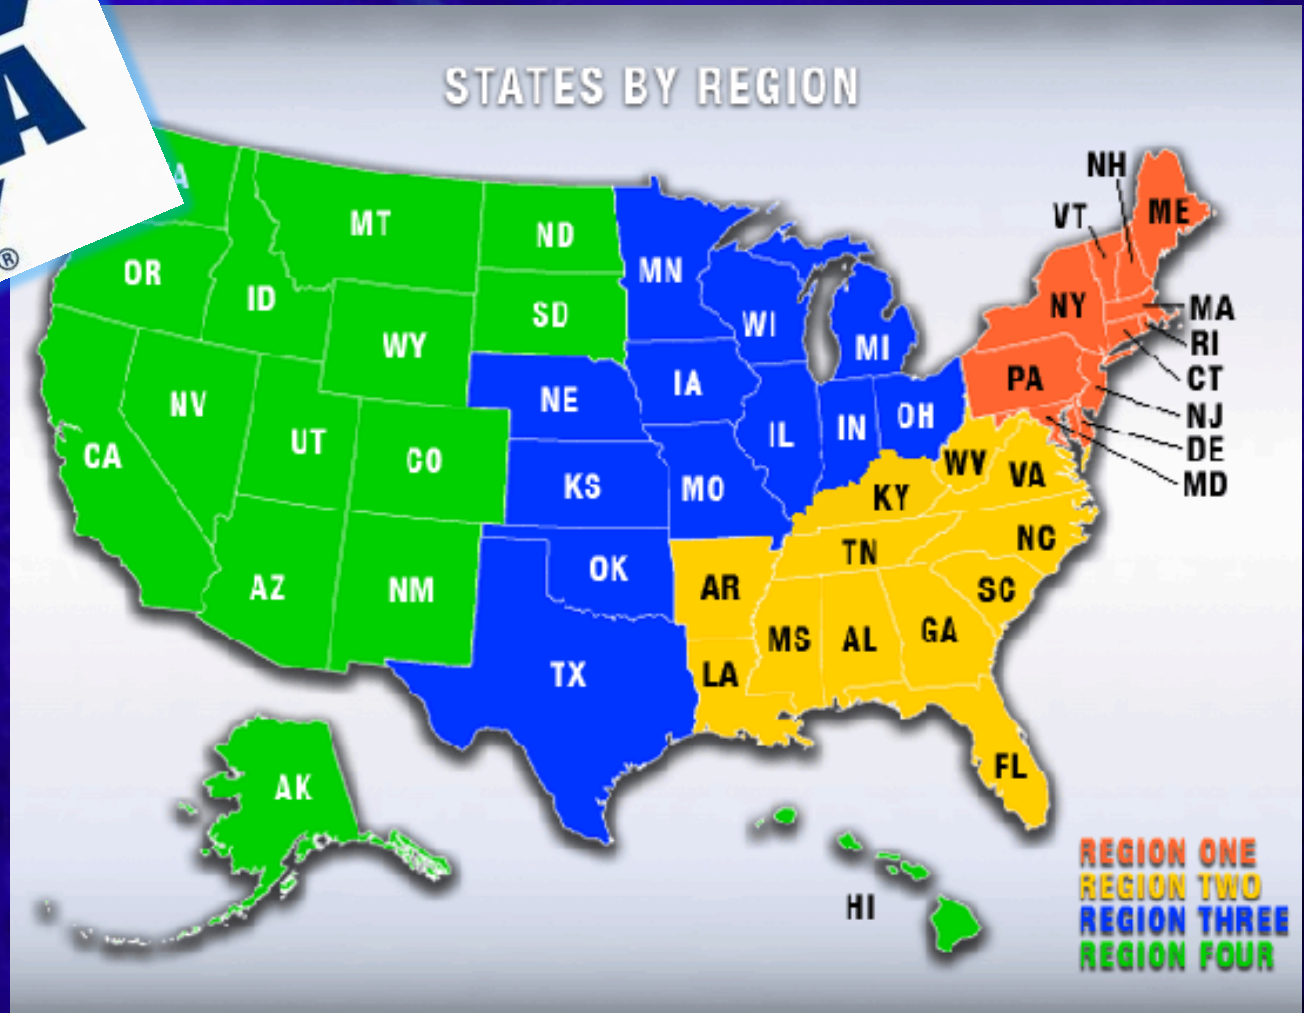 STATES BY REGION
A
A
®
MT
ND
OR
ID
SD
WY
NV
UT
CO
CA
AZ
NM
AK
HI
MN
WI
MI
NE
IA
IL
IN
OH
KS
MO
OK
TX
KY
WY
VA
TN
NC
AR
SC
MS
AL
GA
LA
FL
NH
VT
ME
NY
MA
RI
PA
CT
NJ
DE
MD
REGION ONE
REGION TWO
REGION THREE
REGION FOUR